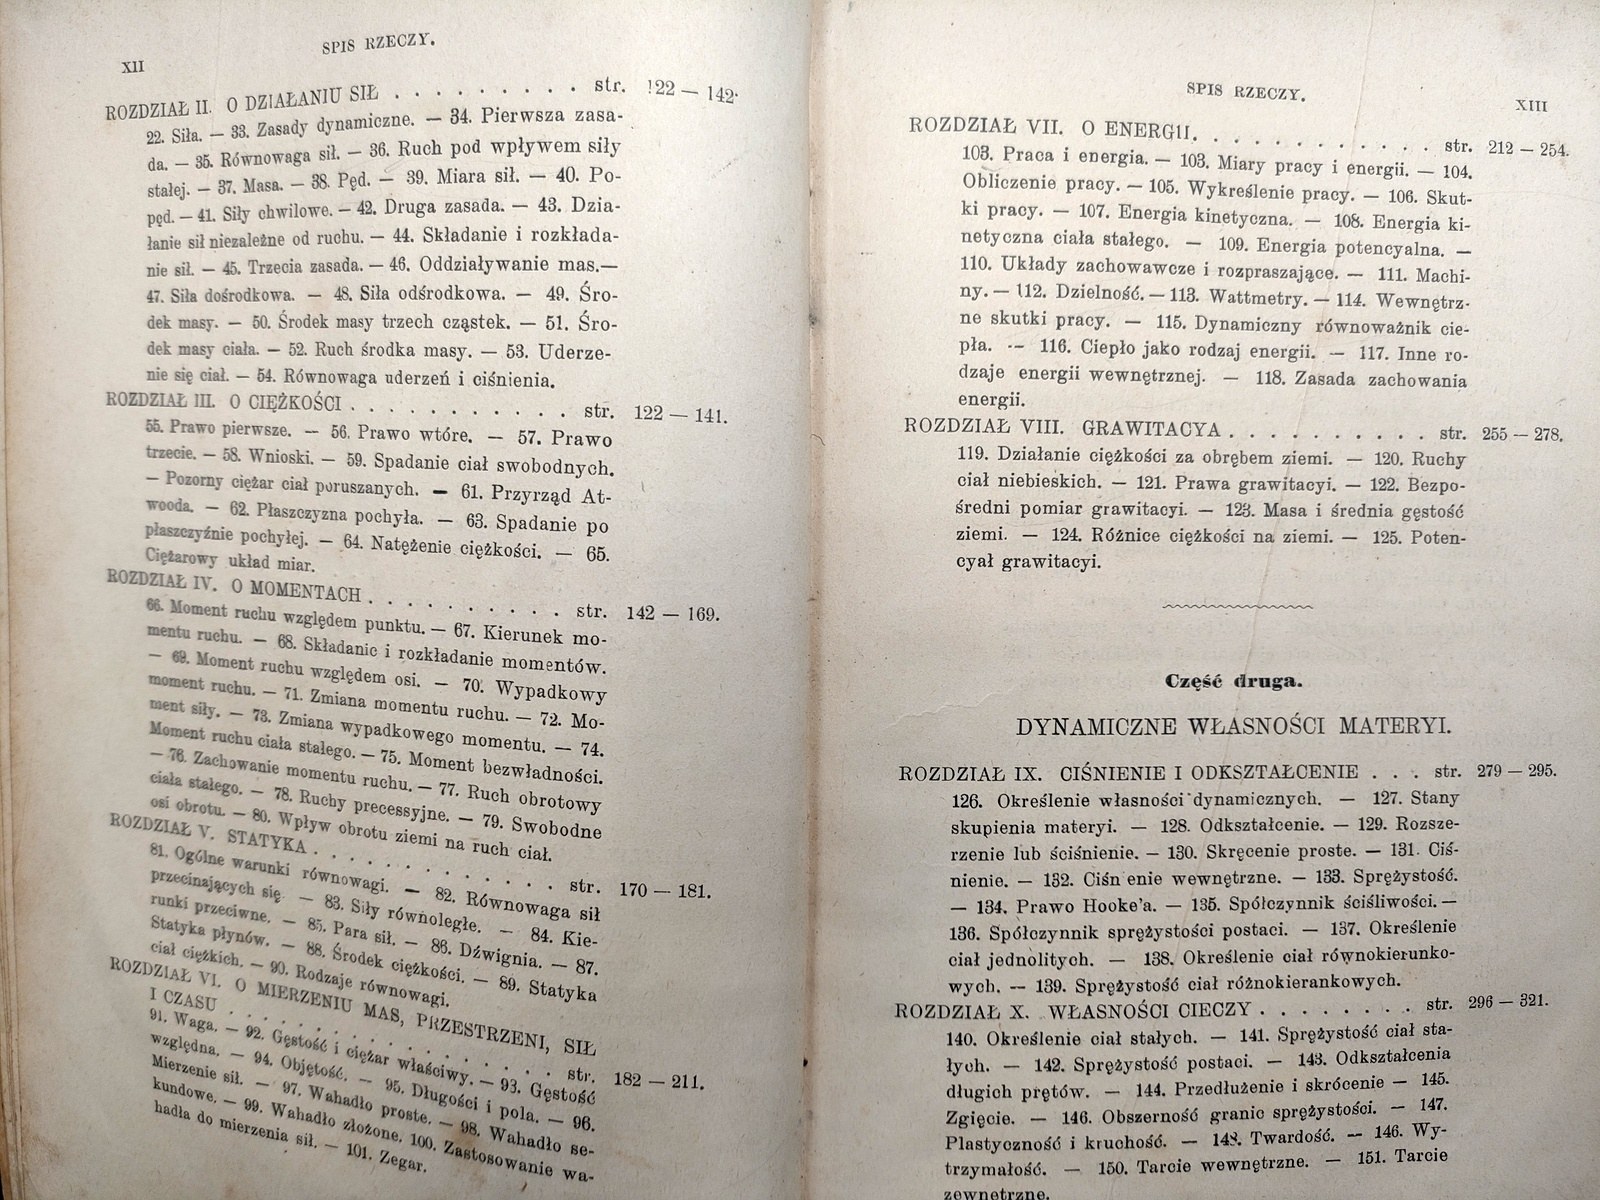 XII
SPIS RZECZY.
ROZDZIAŁ II. O DZIAŁANIU SIŁ . . . . . . . . . str. 122 — 142.
22. Siła. — 33. Zasady dynamiczne. — 34. Pierwsza zasa-
da. — 35. Równowaga sił. — 36. Ruch pod wpływem siły
stałej. — 37. Masa. — 38. Pęd. — 39. Miara sił. — 40. Po-
pęd. — 41. Siły chwilowe. — 42. Druga zasada. — 43. Dzia-
łanie sił niezależne od ruchu. — 44. Składanie i rozkłada-
nie sił. — 45. Trzecia zasada. — 46. Oddziaływanie mas.—
47. Siła dośrodkowa. — 48. Siła odśrodkowa. — 49. Śro-
dek masy. — 50. Środek masy trzech cząstek. — 51. Śro-
dek masy ciała. — 52. Ruch środka masy. — 53. Uderze-
nie się ciał. — 54. Równowaga uderzeń i ciśnienia.
ROZDZIAŁ III. O CIĘŻKOŚCI . . . . . . . . . . . str. 122 — 141.
55. Prawo pierwsze. — 56. Prawo wtóre. — 57. Prawo
trzecie. — 58. Wnioski. — 59. Spadanie ciał swobodnych.
— Pozorny ciężar ciał poruszanych. — 61. Przyrząd At-
wooda. — 62. Płaszczyzna pochyła. — 63. Spadanie po
płaszczyźnie pochyłej. — 64. Natężenie ciężkości. — 65.
Ciężarowy układ miar.
ROZDZIAŁ IV. O MOMENTACH . . . . . . . . . . str. 142 — 169.
66. Moment ruchu względem punktu. — 67. Kierunek mo-
mentu ruchu. — 68. Składanie i rozkładanie momentów.
— 69. Moment ruchu względem osi. — 70. Wypadkowy
moment ruchu. — 71. Zmiana momentu ruchu. — 72. Mo-
ment siły. — 73. Zmiana wypadkowego momentu. — 74.
Moment ruchu ciała stałego. — 75. Moment bezwładności.
— 76. Zachowanie momentu ruchu. — 77. Ruch obrotowy
ciała stałego. — 78. Ruchy precessyjne. — 79. Swobodne
osi obrotu. — 80. Wpływ obrotu ziemi na ruch ciał.
ROZDZIAŁ V. STATYKA . . . . . . . . . . . . . str. 170 — 181.
81. Ogólne warunki równowagi. — 82. Równowaga sił
przecinających się. — 83. Siły równoległe. — 84. Kie-
runki przeciwne. — 85. Para sił. — 86. Dźwignia. — 87.
Statyka płynów. — 88. Środek ciężkości. — 89. Statyka
ciał ciężkich. — 90. Rodzaje równowagi.
ROZDZIAŁ VI. O MIERZENIU MAS, PRZESTRZENI, SIŁ
I CZASU . . . . . . . . . . . . . . . . str. 182 — 211.
91. Waga. — 92. Gęstość i ciężar właściwy. — 93. Gęstość
względna. — 94. Objętość. — 95. Długości i pola. — 96.
Mierzenie sił. — 97. Wahadło proste. — 98. Wahadło se-
kundowe. — 99. Wahadło złożone. 100. Zastosowanie wa-
hadła do mierzenia sił. — 101. Zegar.
SPIS RZECZY.
XIII
ROZDZIAŁ VII. O ENERGII. . . . . . . . . . . . . str. 212 — 254.
103. Praca i energia. — 103. Miary pracy i energii. — 104.
Obliczenie pracy. — 105. Wykreślenie pracy. — 106. Skut-
ki pracy. — 107. Energia kinetyczna. — 108. Energia ki-
netyczna ciała stałego. — 109. Energia potencyalna. —
110. Układy zachowawcze i rozpraszające. — 111. Machi-
ny. — 112. Dzielność. — 113. Wattmetry. — 114. Wewnętrz-
ne skutki pracy. — 115. Dynamiczny równoważnik cie-
pła. — 116. Ciepło jako rodzaj energii. — 117. Inne ro-
dzaje energii wewnętrznej. — 118. Zasada zachowania
energii.
ROZDZIAŁ VIII. GRAWITACYA . . . . . . . . . . . str. 255 — 278.
119. Działanie ciężkości za obrębem ziemi. — 120. Ruchy
ciał niebieskich. — 121. Prawa grawitacyi. — 122. Bezpo-
średni pomiar grawitacyi. — 123. Masa i średnia gęstość
ziemi. — 124. Różnice ciężkości na ziemi. — 125. Poten-
cyał grawitacyi.
Część druga.
DYNAMICZNE WŁASNOŚCI MATERYI.
ROZDZIAŁ IX. CIŚNIENIE I ODKSZTAŁCENIE . . . str. 279 — 295.
126. Określenie własności dynamicznych. — 127. Stany
skupienia materyi. — 128. Odkształcenie. — 129. Rozsze-
rzenie lub ściśnienie. — 130. Skręcenie proste. — 131. Ciś-
nienie. — 132. Ciśn enie wewnętrzne. — 133. Sprężystość.
— 134. Prawo Hooke'a. — 135. Spółczynnik ściśliwości. —
136. Spółczynnik sprężystości postaci. — 137. Określenie
ciał jednolitych. — 138. Określenie ciał równokierunko-
wych. — 139. Sprężystość ciał różnokierankowych.
ROZDZIAŁ X. WŁASNOŚCI CIECZY . . . . . . . . . str. 296 — 321.
140. Określenie ciał stałych. — 141. Sprężystość ciał sta-
łych. — 142. Sprężystość postaci. — 143. Odkształcenia
długich prętów. — 144. Przedłużenie i skrócenie — 145.
Zgięcie. — 146. Obszerność granic sprężystości. — 147.
Plastyczność i kruchość. — 148. Twardość. — 146. Wy-
trzymałość. — 150. Tarcie wewnętrzne. — 151. Tarcie
zewnętrzne.